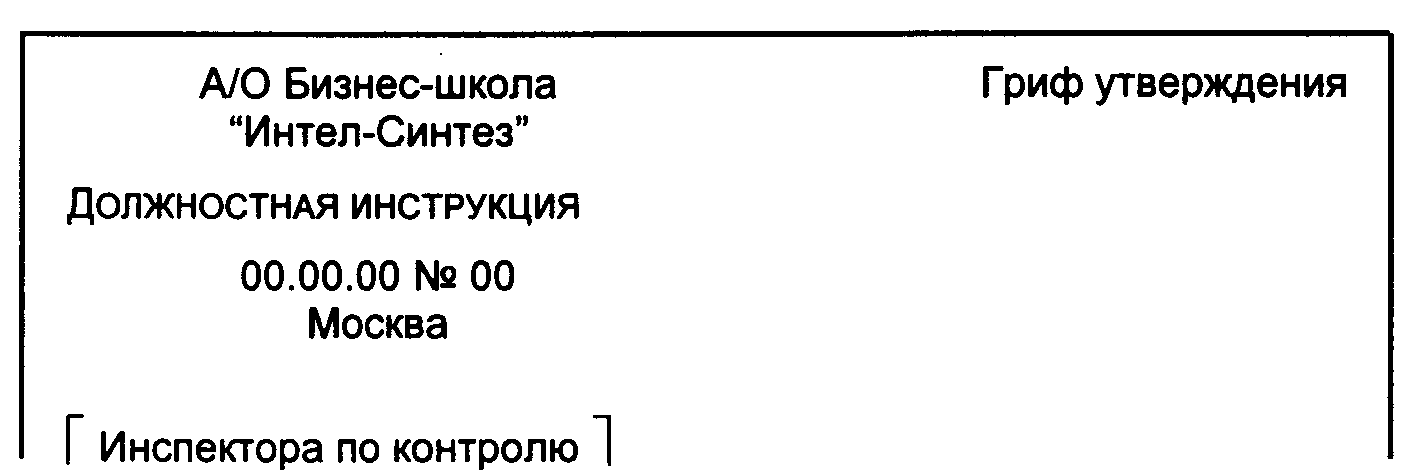 А/О Бизнес-школа
“Интел-Синтез”
Гриф утверждения
Должностная инструкция
00.00.00 № 00
Москва
Инспектора по контролю